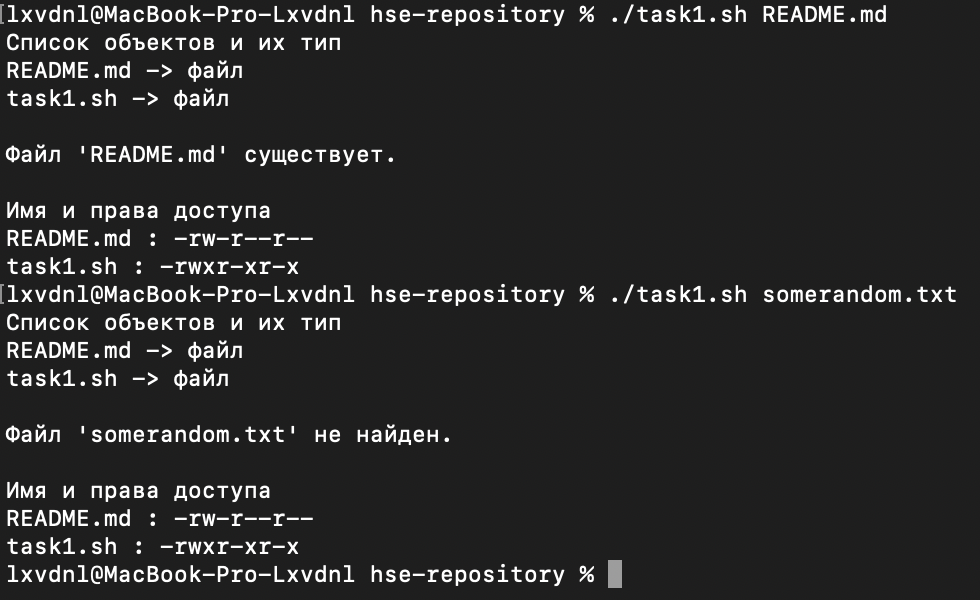 [lxvdnl@MacBook-Pro-Lxvdnl hse-repository % ./task1.sh README.md
Список объектов и их тип
README.md -> файл
task1.sh -> файл
Файл 'README.md' существует.
Имя и права доступа
README.md : -rw-r--r--
task1.sh : -rwxr-xr-x
[lxvdnl@MacBook-Pro-Lxvdnl hse-repository % ./task1.sh somerandom.txt
Список объектов и их тип
README.md -> файл
task1.sh -> файл
Файл 'somerandom.txt' не найден.
Имя и права доступа
README.md : -rw-r--r--
task1.sh : -rwxr-xr-x
lxvdnl@MacBook-Pro-Lxvdnl hse-repository %